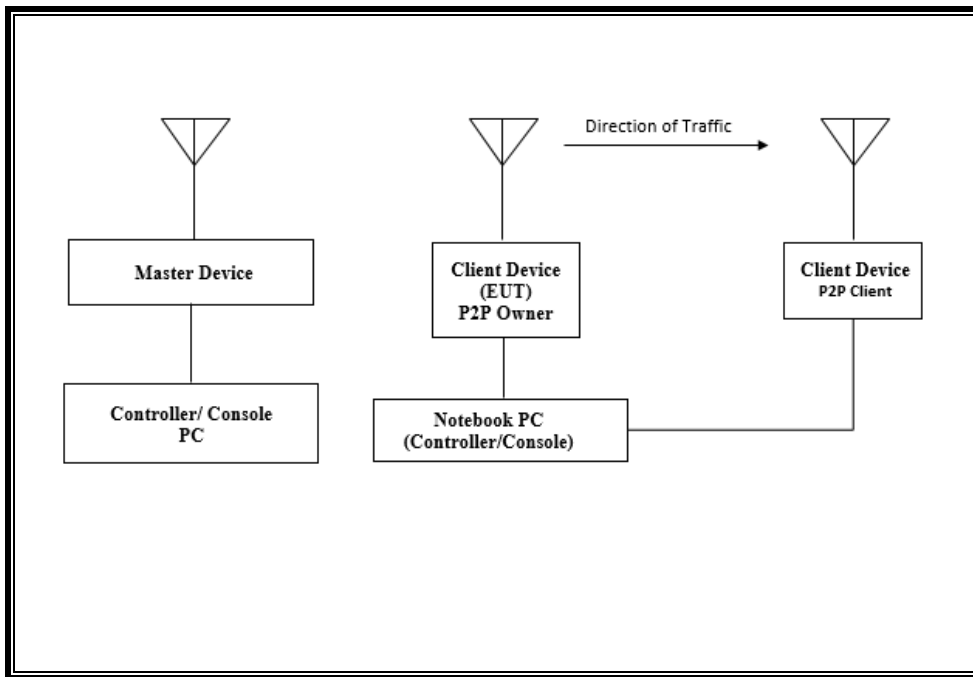 Direction of Traffic
Master Device
Client Device
(EUT)
P2P Owner
Client Device
P2P Client
Controller/ Console
PC
Notebook PC
(Controller/Console)